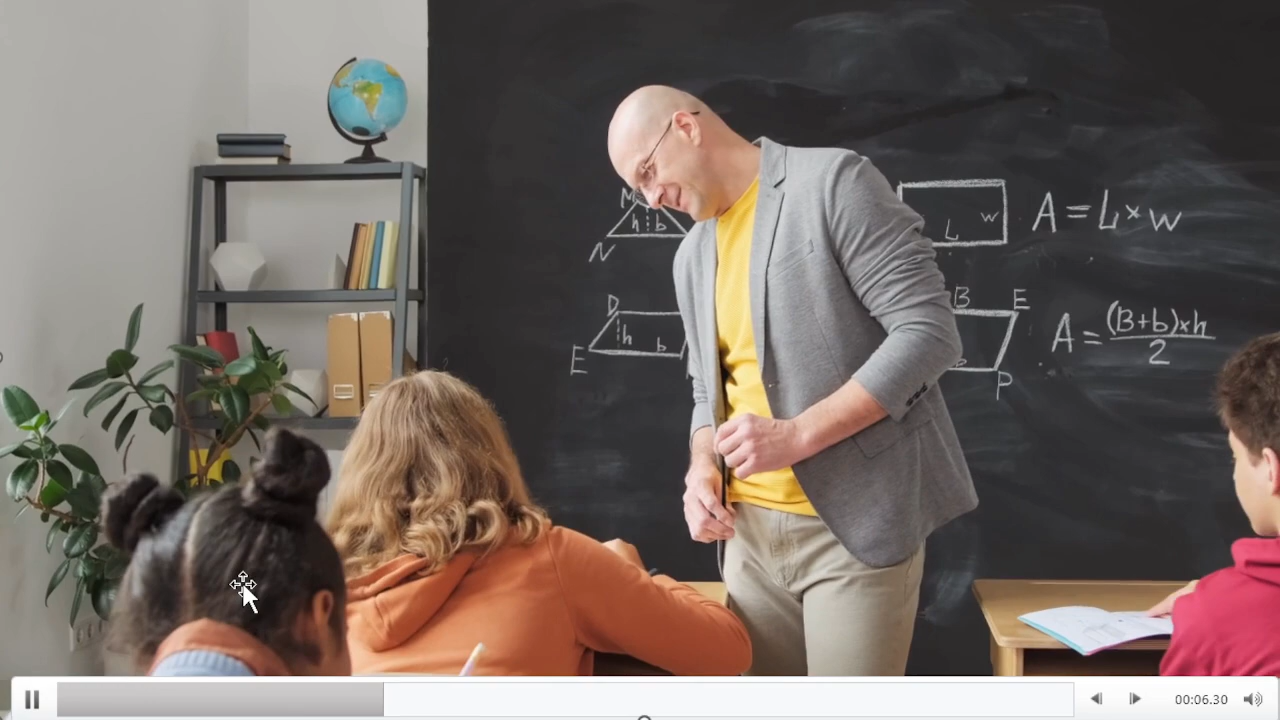 M
h b
N
W
L
A = L × W
D
h b
E
B E
b
P
A = (B+b)×h / 2
00:06.30